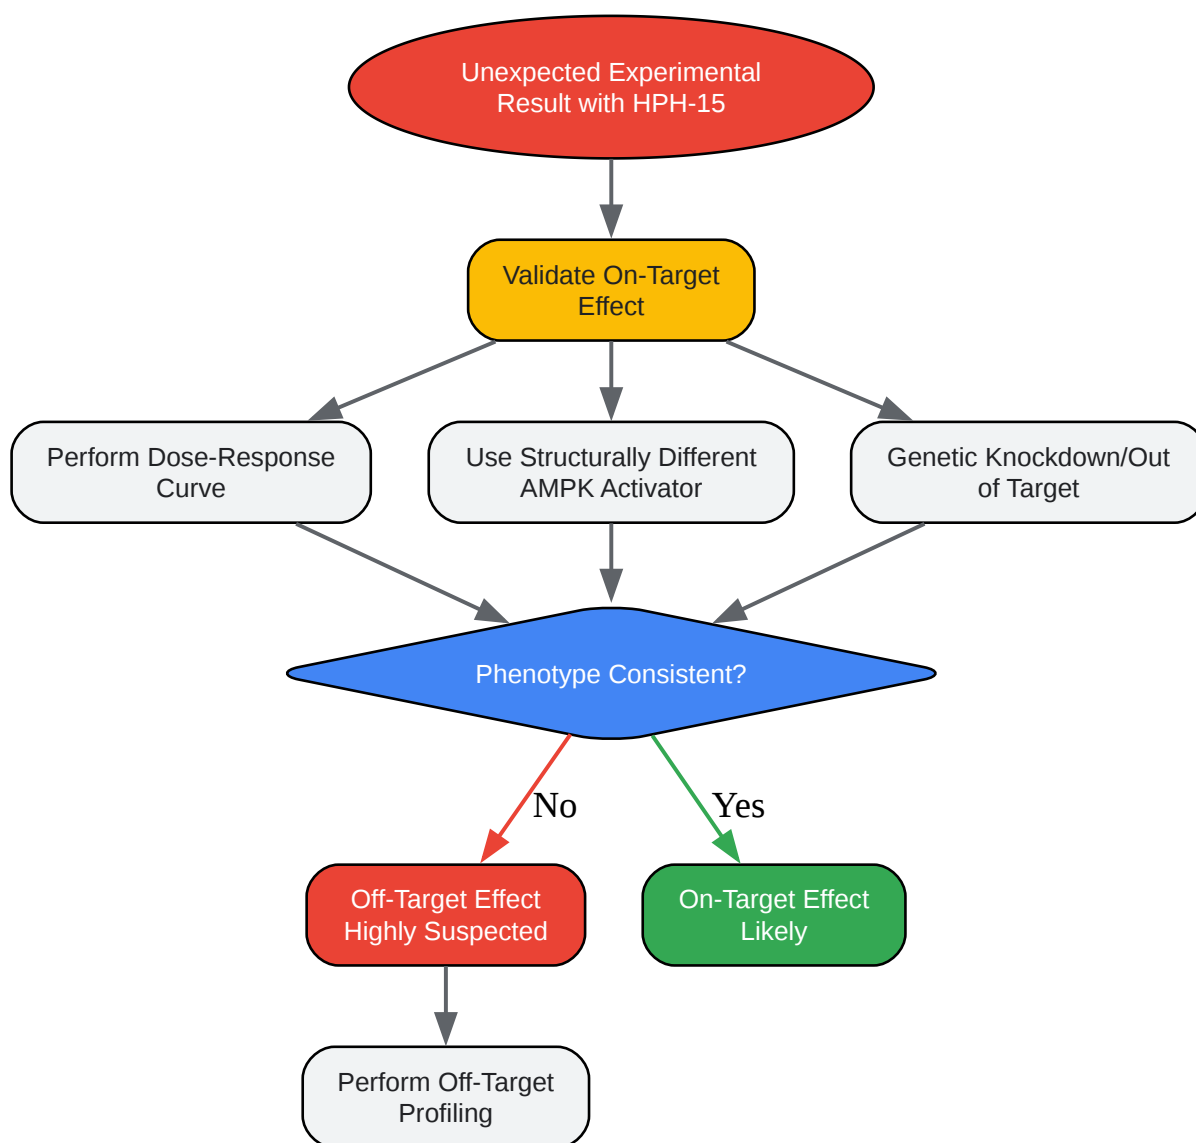 Unexpected Experimental
Result with HPH-15
Validate On-Target
Effect
Perform Dose-Response
Curve
Use Structurally Different
AMPK Activator
Genetic Knockdown/Out
of Target
Phenotype Consistent?
No
Yes
Off-Target Effect
Highly Suspected
On-Target Effect
Likely
Perform Off-Target
Profiling